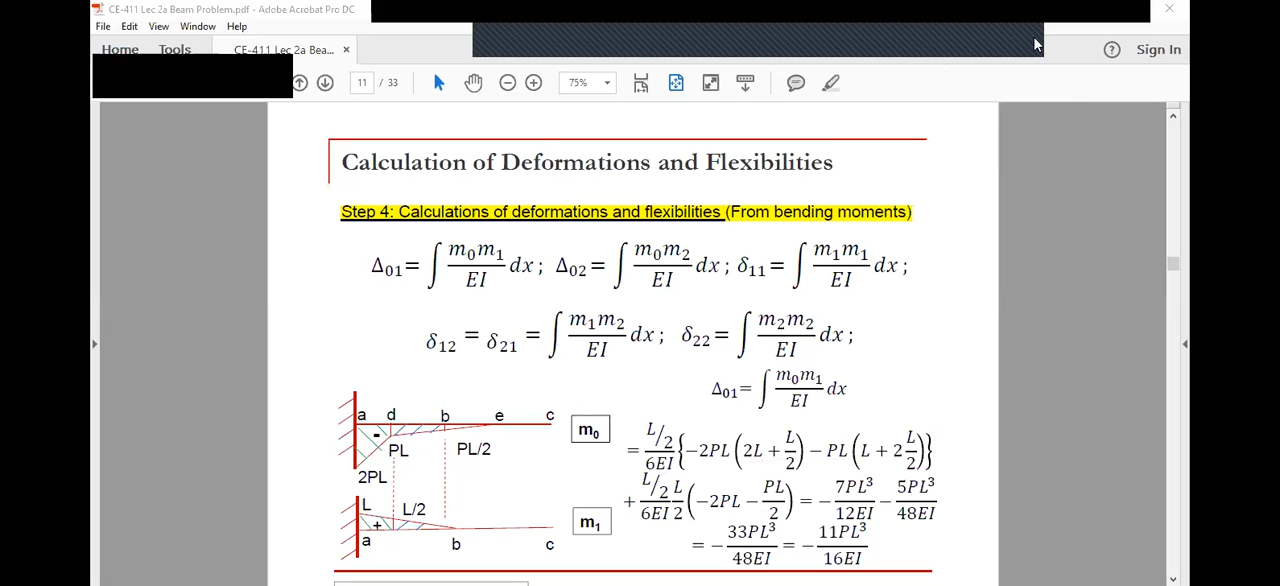 CE-411 Lec 2a Beam Problem.pdf - Adobe Acrobat Pro DC
File Edit View Window Help
Home Tools CE-411 Lec 2a Bea... × Sign In
11 / 33 75%
Calculation of Deformations and Flexibilities
Step 4: Calculations of deformations and flexibilities (From bending moments)
Δ₀₁= ∫ m₀m₁/EI dx ; Δ₀₂= ∫ m₀m₂/EI dx ; δ₁₁= ∫ m₁m₁/EI dx ;
δ₁₂ = δ₂₁ = ∫ m₁m₂/EI dx ; δ₂₂= ∫ m₂m₂/EI dx ;
Δ₀₁= ∫ m₀m₁/EI dx
a d b e c
m₀
-
PL PL/2
2PL
= L/2/6EI {−2PL (2L + L/2) − PL (L + 2 L/2)}
+ L/2/6EI L/2 (−2PL − PL/2) = − 7PL³/12EI − 5PL³/48EI
= − 33PL³/48EI = − 11PL³/16EI
L L/2
+
m₁
a b c